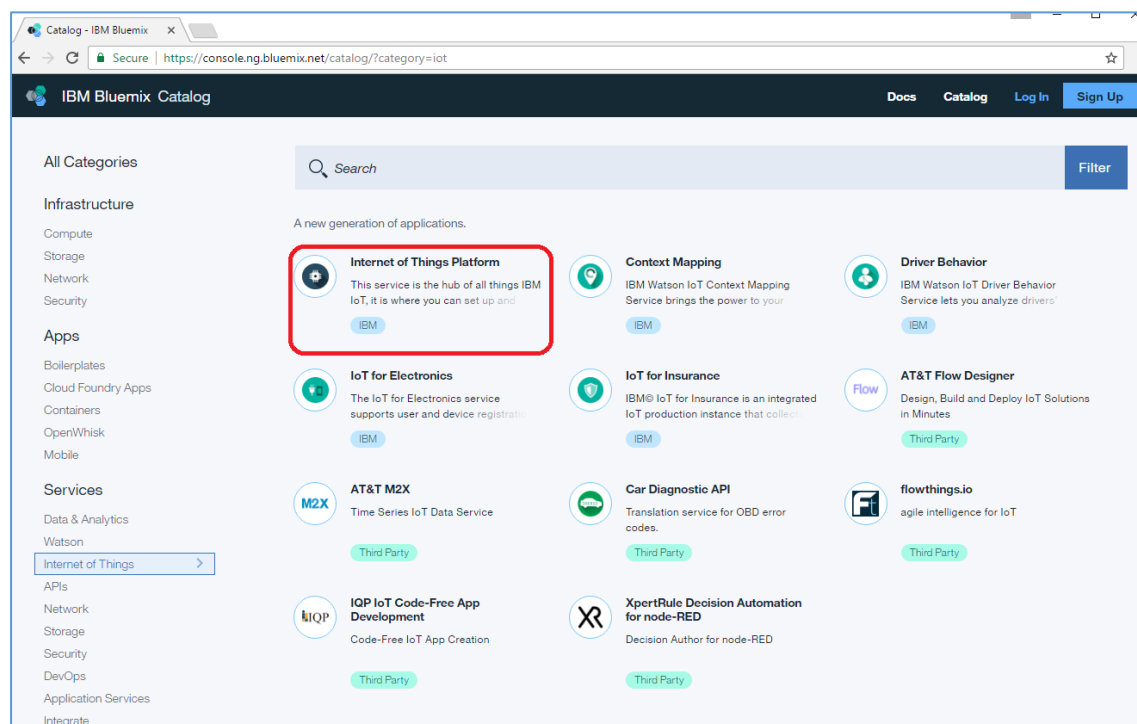 Catalog - IBM Bluemix
Secure | https://console.ng.bluemix.net/catalog/?category=iot
IBM Bluemix Catalog
Docs
Catalog
Log In
Sign Up
All Categories
Infrastructure
Compute
Storage
Network
Security
Apps
Boilerplates
Cloud Foundry Apps
Containers
OpenWhisk
Mobile
Services
Data & Analytics
Watson
Internet of Things
APIs
Network
Storage
Security
DevOps
Application Services
Integrate
Search
Filter
A new generation of applications.
Internet of Things Platform
This service is the hub of all things IBM
IoT, it is where you can set up and
IBM
Context Mapping
IBM Watson IoT Context Mapping
Service brings the power to your
IBM
Driver Behavior
IBM Watson IoT Driver Behavior
Service lets you analyze drivers'
IBM
IoT for Electronics
The IoT for Electronics service
supports user and device registratio
IBM
IoT for Insurance
IBM© IoT for Insurance is an integrated
IoT production instance that collec
IBM
Flow
AT&T Flow Designer
Design, Build and Deploy IoT Solutions
in Minutes
Third Party
M2X
AT&T M2X
Time Series IoT Data Service
Third Party
Car Diagnostic API
Translation service for OBD error
codes.
Third Party
Ft
flowthings.io
agile intelligence for IoT
Third Party
IQP
IQP IoT Code-Free App
Development
Code-Free IoT App Creation
Third Party
XR
XpertRule Decision Automation
for node-RED
Decision Author for node-RED
Third Party